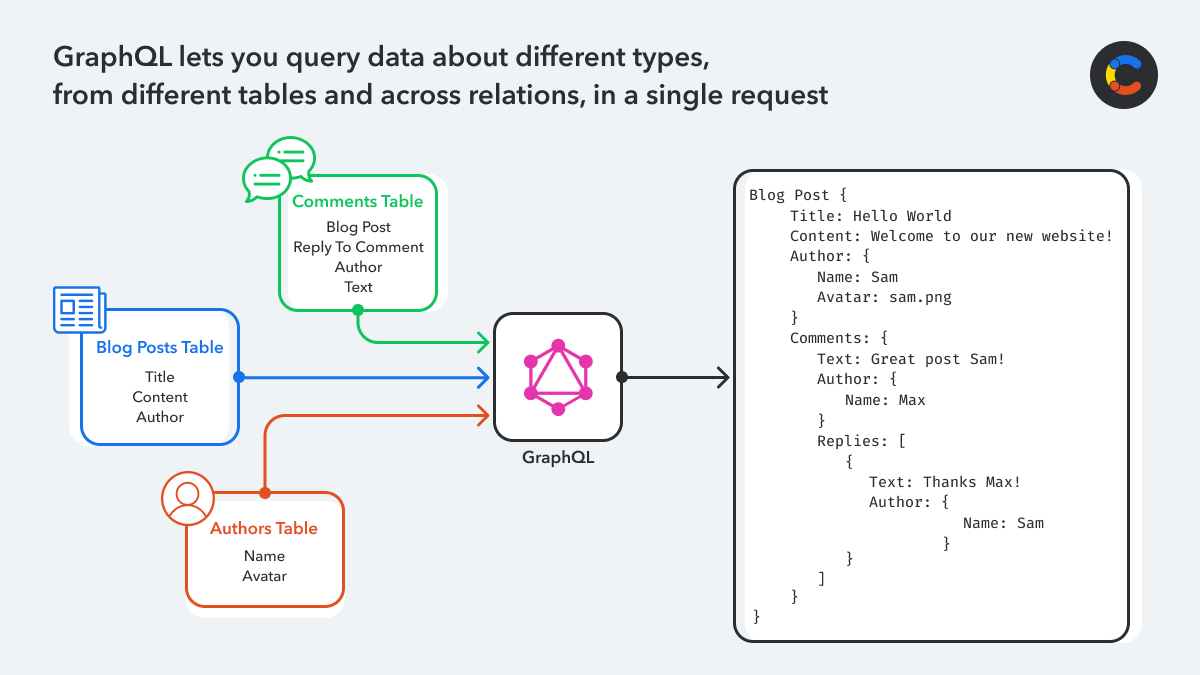 GraphQL lets you query data about different types,
from different tables and across relations, in a single request
Comments Table
Blog Post
Reply To Comment
Author
Text
Blog Posts Table
Title
Content
Author
Authors Table
Name
Avatar
GraphQL
Blog Post {
Title: Hello World
Content: Welcome to our new website!
Author: {
Name: Sam
Avatar: sam.png
}
Comments: {
Text: Great post Sam!
Author: {
Name: Max
}
Replies: [
{
Text: Thanks Max!
Author: {
Name: Sam
}
}
]
}
}